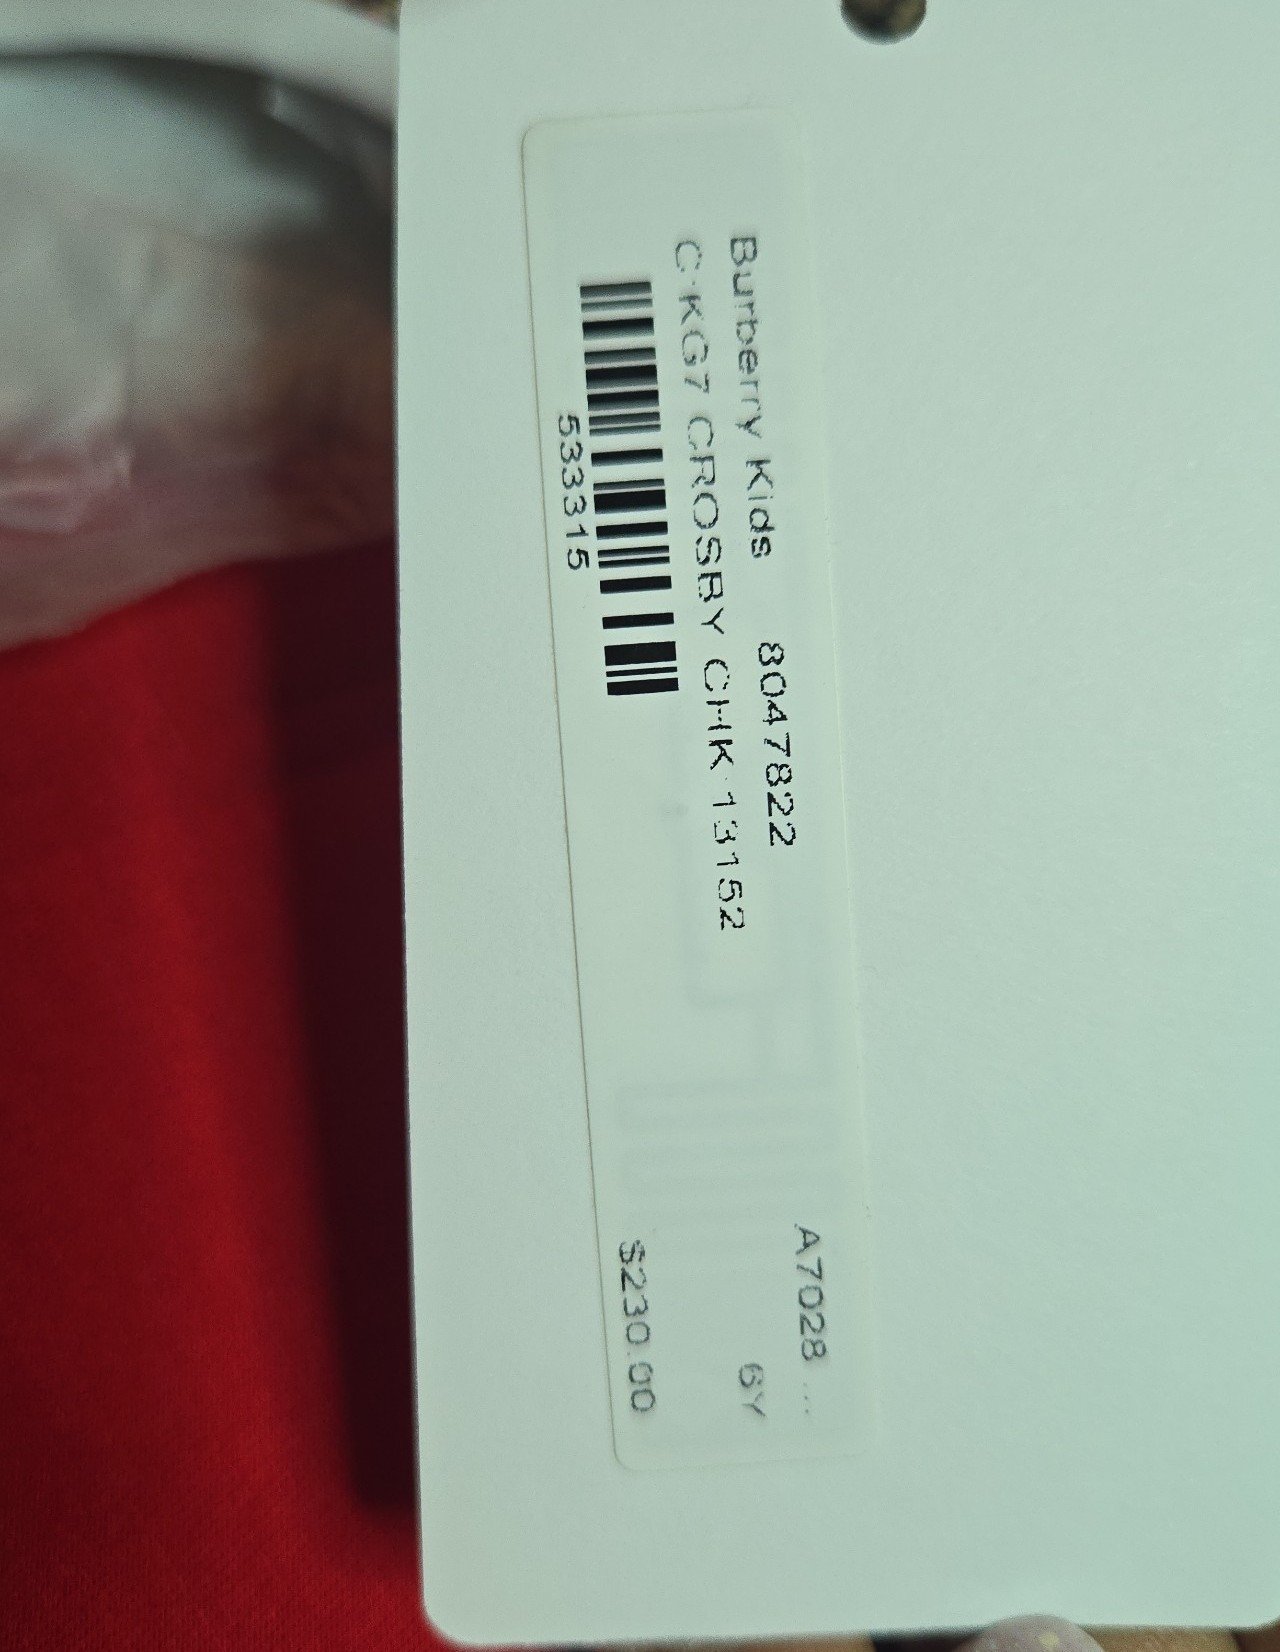 Burberry Kids 8047822 A7028 ...
C:KG7 CROSBY CHK 13152 6Y
533315 $230.00